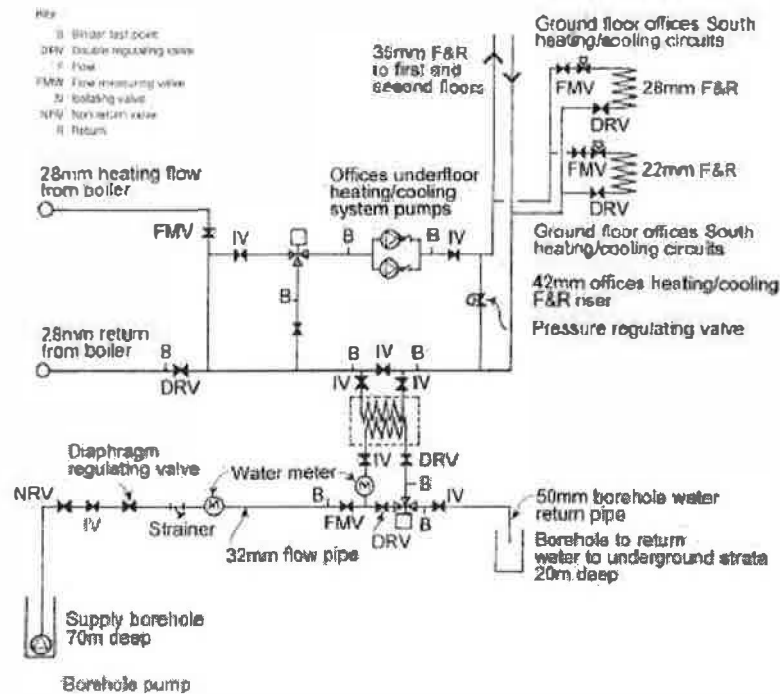 Key
B Binder test point
DRV Double regulating valve
F Flow
FMV Flow measuring valve
IV Isolating valve
NRV Non return valve
R Return
35mm F&R
to first and
second floors
Ground floor offices South
heating/cooling circuits
FMV
28mm F&R
DRV
FMV
22mm F&R
DRV
Ground floor offices South
heating/cooling circuits
28mm heating flow
from boiler
Offices underfloor
heating/cooling
system pumps
FMV
IV
B
B
IV
B
42mm offices heating/cooling
F&R riser
Pressure regulating valve
28mm return
from boiler
B
DRV
B
IV
B
IV
IV
Diaphragm
regulating valve
Water meter
IV
DRV
B
NRV
IV
Strainer
M
M
B
FMV
DRV
B
IV
32mm flow pipe
50mm borehole water
return pipe
Borehole to return
water to underground strata
20m deep
Supply borehole
70m deep
Borehole pump